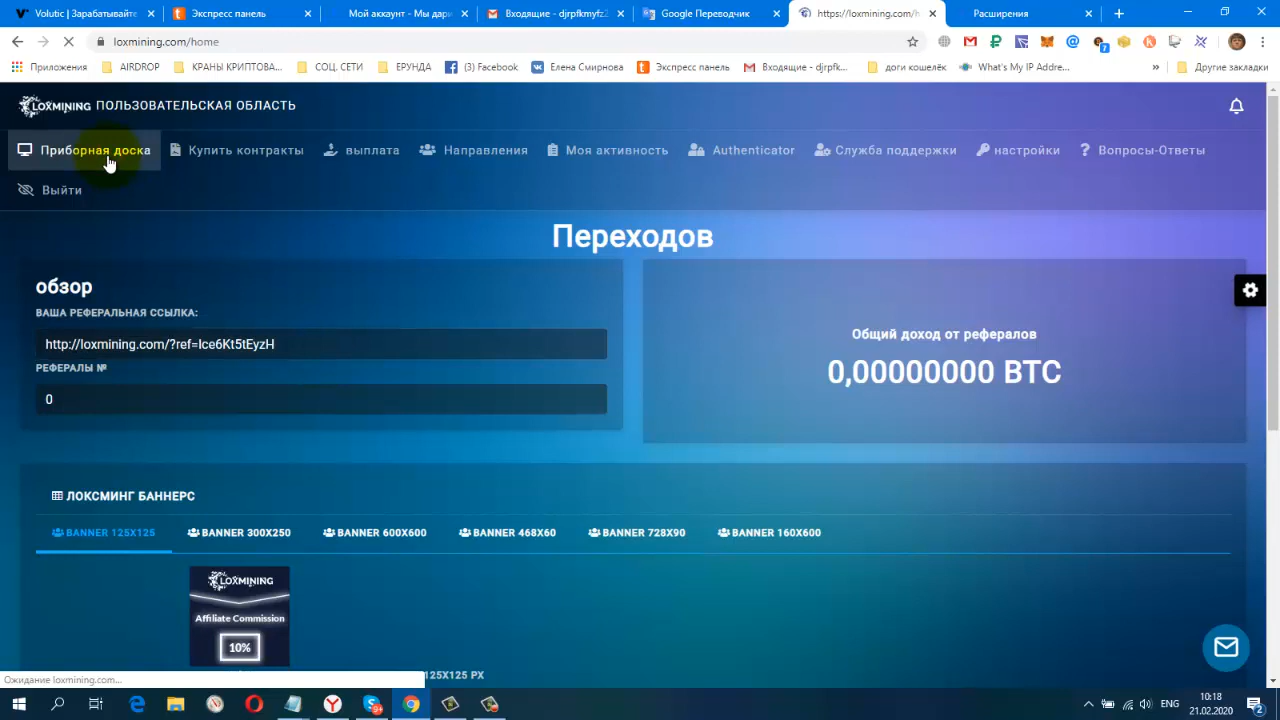 Volutic | Зарабатывайте
Экспресс панель
Мой аккаунт - Мы дари
Входящие - djrpfkmyfz2
Google Переводчик
https://loxmining.com/h
Расширения
loxmining.com/home
7
Приложения
AIRDROP
КРАНЫ КРИПТОВА...
СОЦ. СЕТИ
ЕРУНДА
(3) Facebook
Елена Смирнова
Экспресс панель
Входящие - djrpfk...
доги кошелёк
What's My IP Addre...
»
Другие закладки
LOXMINING ПОЛЬЗОВАТЕЛЬСКАЯ ОБЛАСТЬ
Приборная доска
Купить контракты
выплата
Направления
Моя активность
Authenticator
Служба поддержки
настройки
Вопросы-Ответы
Выйти
Переходов
обзор
ВАША РЕФЕРАЛЬНАЯ ССЫЛКА:
http://loxmining.com/?ref=Ice6Kt5tEyzH
РЕФЕРАЛЫ №
0
Общий доход от рефералов
0,00000000 BTC
ЛОКСМИНГ БАННЕРС
BANNER 125X125
BANNER 300X250
BANNER 600X600
BANNER 468X60
BANNER 728X90
BANNER 160X600
LOXMINING
Affiliate Commission
10%
125X125 PX
Ожидание loxmining.com...
ENG
10:18
21.02.2020
2